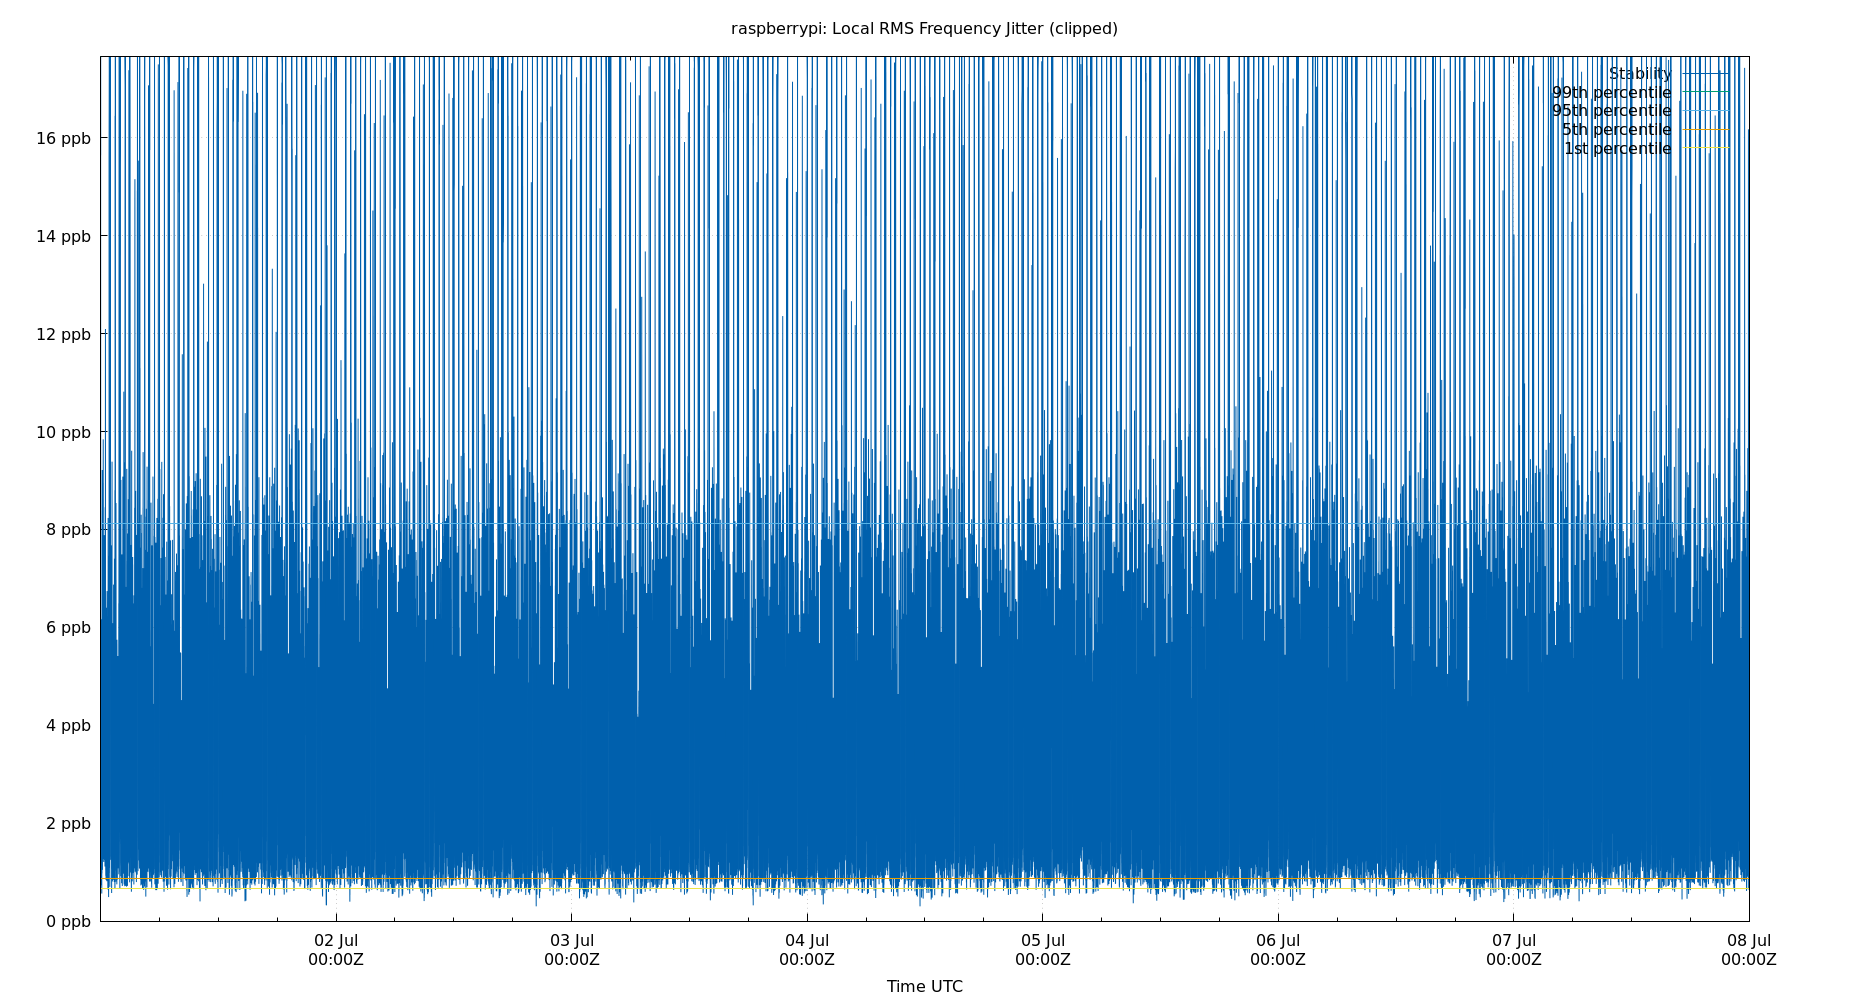 raspberrypi: Local RMS Frequency Jitter (clipped)
Stability
99th percentile
95th percentile
5th percentile
1st percentile
16 ppb
14 ppb
12 ppb
10 ppb
8 ppb
6 ppb
4 ppb
2 ppb
0 ppb
02 Jul 03 Jul 04 Jul 05 Jul 06 Jul 07 Jul 08 Jul
00:00Z 00:00Z 00:00Z 00:00Z 00:00Z 00:00Z 00:00Z
Time UTC